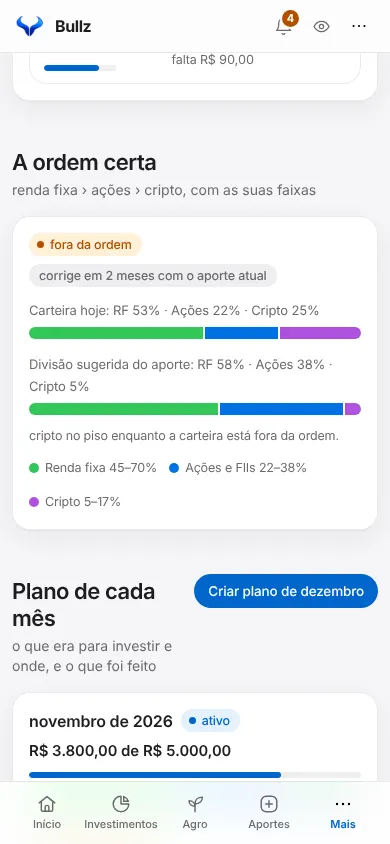 Bullz
4
falta R$ 90,00
A ordem certa
renda fixa › ações › cripto, com as suas faixas
fora da ordem
corrige em 2 meses com o aporte atual
Carteira hoje: RF 53% · Ações 22% · Cripto 25%
Divisão sugerida do aporte: RF 58% · Ações 38% ·
Cripto 5%
cripto no piso enquanto a carteira está fora da ordem.
Renda fixa 45–70%
Ações e FIIs 22–38%
Cripto 5–17%
Plano de cada
mês
Criar plano de dezembro
o que era para investir e
onde, e o que foi feito
novembro de 2026
ativo
R$ 3.800,00 de R$ 5.000,00
Início
Investimentos
Agro
Aportes
Mais